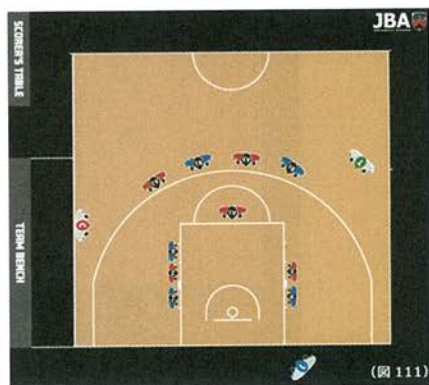 JBA
SCORER'S TABLE
TEAM BENCH
(図 111)